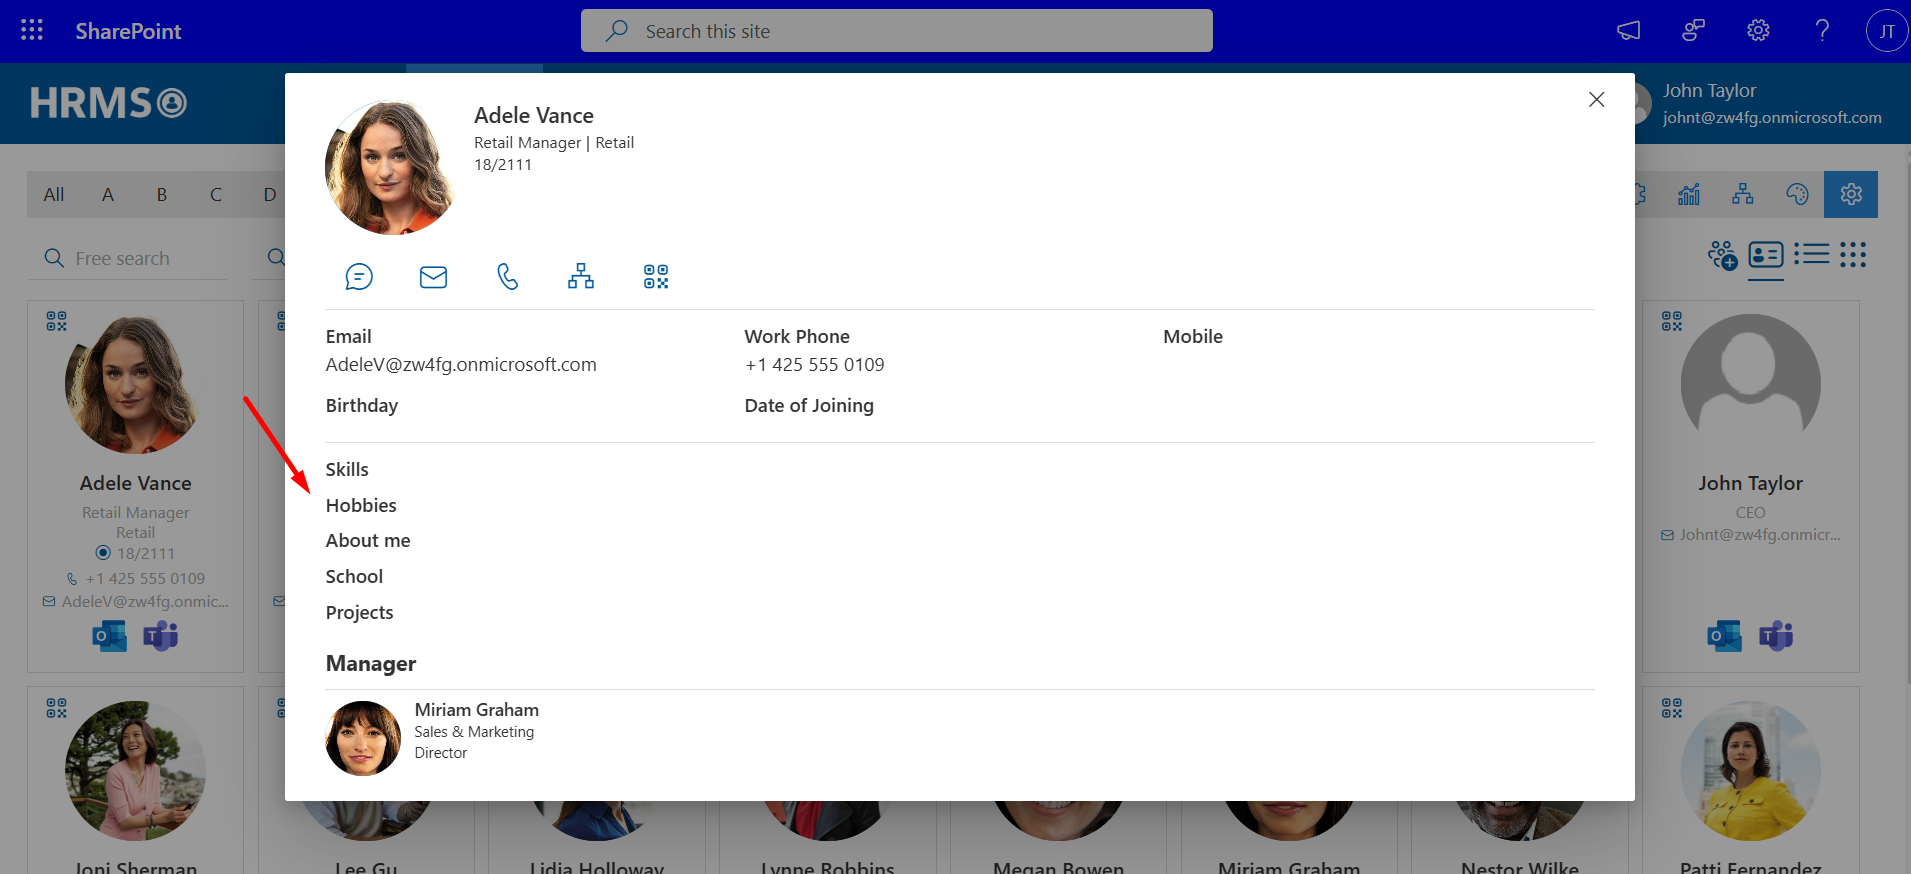 SharePoint
Search this site
JT
HRMS
John Taylor
johnt@zw4fg.onmicrosoft.com
All A B C D
Free search
Adele Vance
Retail Manager | Retail
18/2111
Email
AdeleV@zw4fg.onmicrosoft.com
Work Phone
+1 425 555 0109
Mobile
Birthday
Date of Joining
Skills
Hobbies
About me
School
Projects
Manager
Miriam Graham
Sales & Marketing
Director
Adele Vance
Retail Manager
Retail
18/2111
+1 425 555 0109
AdeleV@zw4fg.onmic...
John Taylor
CEO
Johnt@zw4fg.onmicr...
Joni Sherman
Lee Gu
Lidia Holloway
Lynne Robbins
Megan Bowen
Miriam Graham
Nestor Wilke
Patti Fernandez